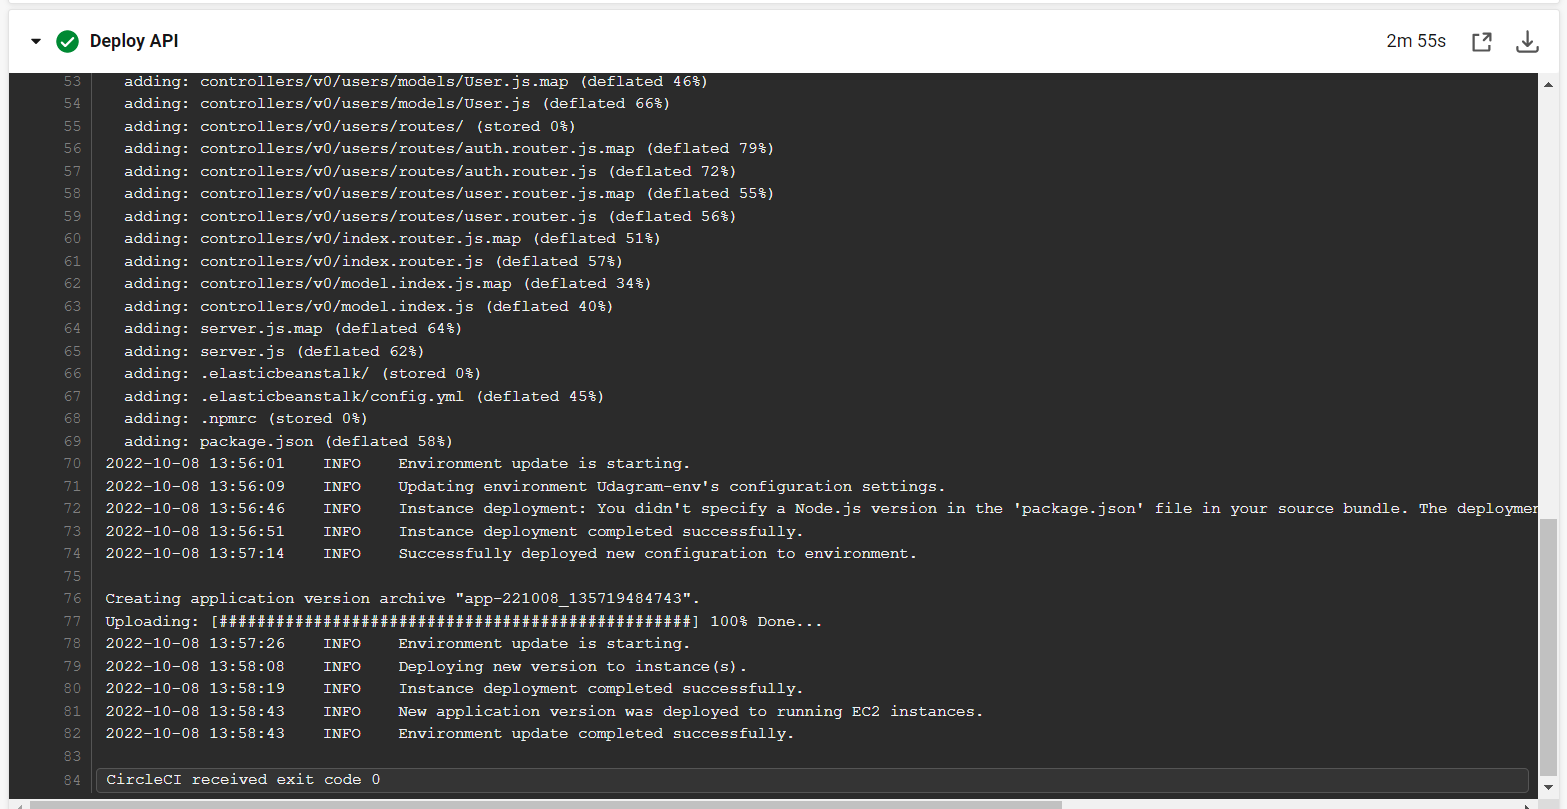 Deploy API 2m 55s
53 adding: controllers/v0/users/models/User.js.map (deflated 46%)
54 adding: controllers/v0/users/models/User.js (deflated 66%)
55 adding: controllers/v0/users/routes/ (stored 0%)
56 adding: controllers/v0/users/routes/auth.router.js.map (deflated 79%)
57 adding: controllers/v0/users/routes/auth.router.js (deflated 72%)
58 adding: controllers/v0/users/routes/user.router.js.map (deflated 55%)
59 adding: controllers/v0/users/routes/user.router.js (deflated 56%)
60 adding: controllers/v0/index.router.js.map (deflated 51%)
61 adding: controllers/v0/index.router.js (deflated 57%)
62 adding: controllers/v0/model.index.js.map (deflated 34%)
63 adding: controllers/v0/model.index.js (deflated 40%)
64 adding: server.js.map (deflated 64%)
65 adding: server.js (deflated 62%)
66 adding: .elasticbeanstalk/ (stored 0%)
67 adding: .elasticbeanstalk/config.yml (deflated 45%)
68 adding: .npmrc (stored 0%)
69 adding: package.json (deflated 58%)
70 2022-10-08 13:56:01 INFO Environment update is starting.
71 2022-10-08 13:56:09 INFO Updating environment Udagram-env's configuration settings.
72 2022-10-08 13:56:46 INFO Instance deployment: You didn't specify a Node.js version in the 'package.json' file in your source bundle. The
73 2022-10-08 13:56:51 INFO Instance deployment completed successfully.
74 2022-10-08 13:57:14 INFO Successfully deployed new configuration to environment.
75
76 Creating application version archive "app-221008_135719484743".
77 Uploading: [##################################################] 100% Done...
78 2022-10-08 13:57:26 INFO Environment update is starting.
79 2022-10-08 13:58:08 INFO Deploying new version to instance(s).
80 2022-10-08 13:58:19 INFO Instance deployment completed successfully.
81 2022-10-08 13:58:43 INFO New application version was deployed to running EC2 instances.
82 2022-10-08 13:58:43 INFO Environment update completed successfully.
83
84 CircleCI received exit code 0